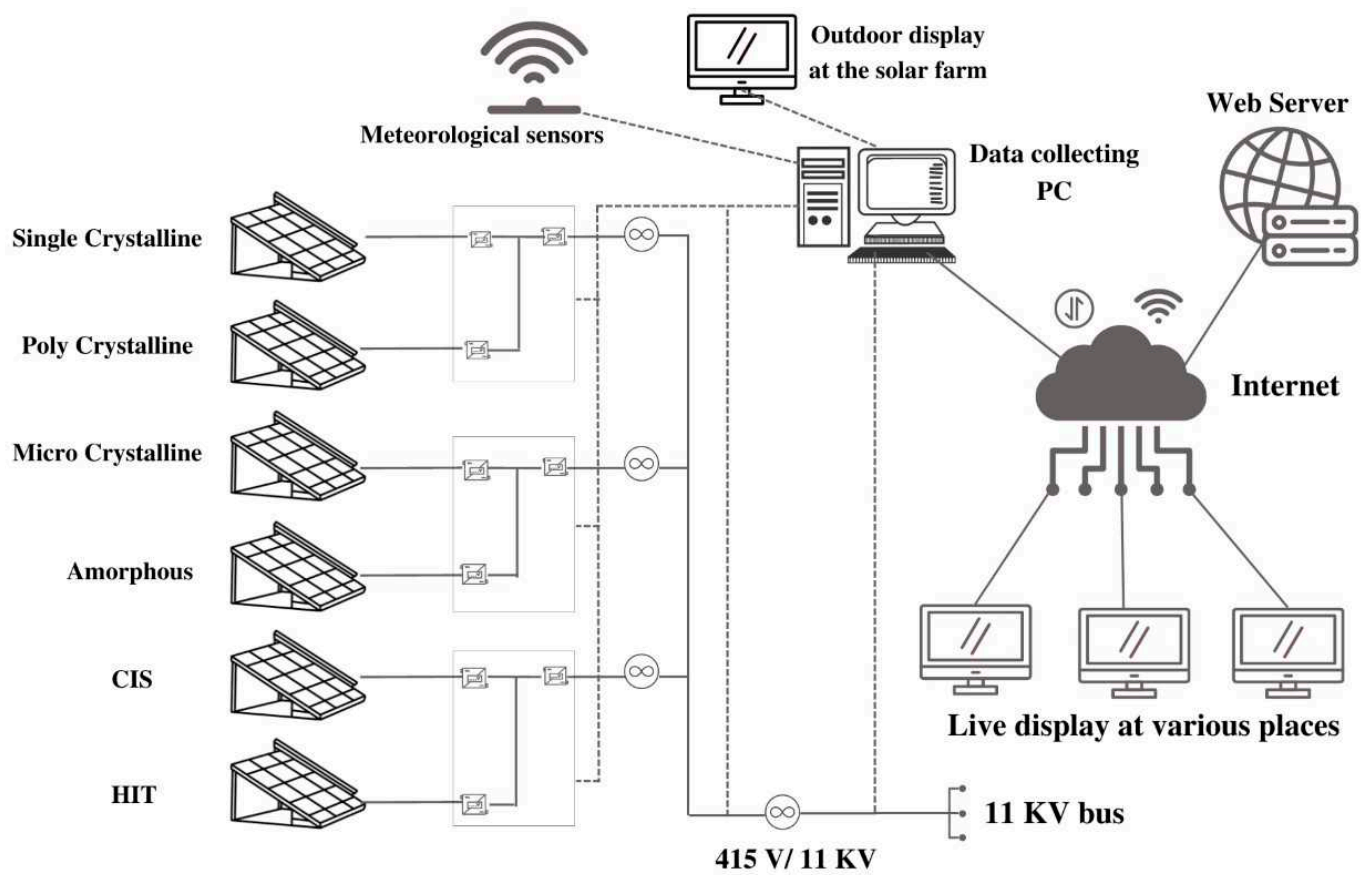 Outdoor display
at the solar farm
Meteorological sensors
Web Server
Data collecting
PC
Single Crystalline
Poly Crystalline
Internet
Micro Crystalline
Amorphous
CIS
Live display at various places
HIT
11 KV bus
415 V/ 11 KV